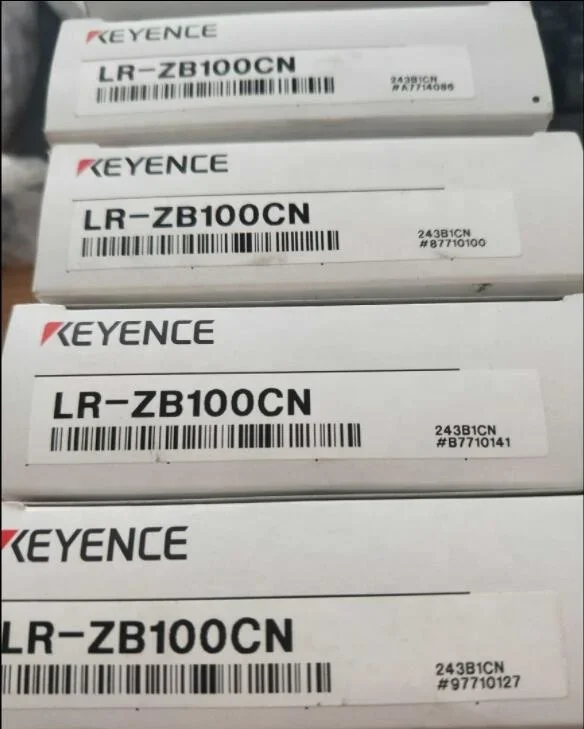 KEYENCE
LR-ZB100CN
243B1CN
#A7714086
KEYENCE
LR-ZB100CN
243B1CN
#87710100
KEYENCE
LR-ZB100CN
243B1CN
#B7710141
KEYENCE
LR-ZB100CN
243B1CN
#97710127